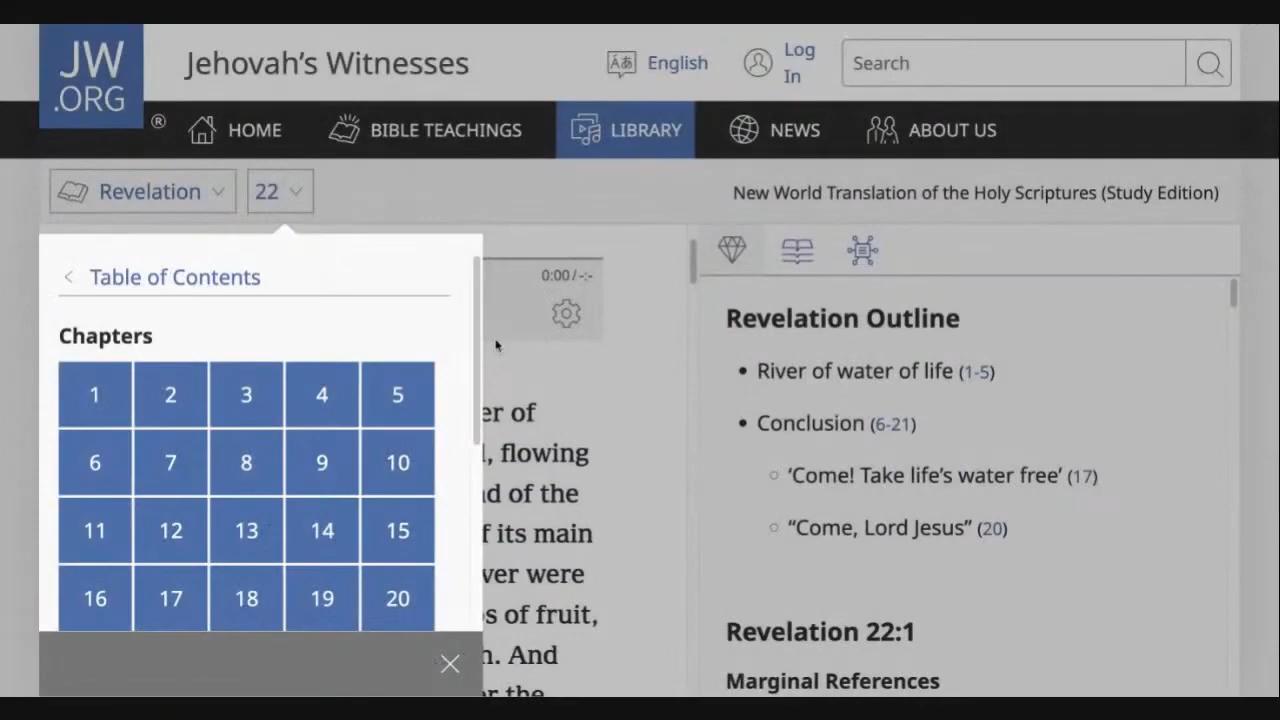 JW
.ORG
®
Jehovah's Witnesses
English
Log
In
Search
HOME
BIBLE TEACHINGS
LIBRARY
NEWS
ABOUT US
Revelation
22
New World Translation of the Holy Scriptures (Study Edition)
Table of Contents
Chapters
1 2 3 4 5
6 7 8 9 10
11 12 13 14 15
16 17 18 19 20
0:00 / -:-
er of
, flowing
d of the
f its main
ver were
s of fruit,
. And
r the
Revelation Outline
• River of water of life (1-5)
• Conclusion (6-21)
○ ‘Come! Take life’s water free’ (17)
○ “Come, Lord Jesus” (20)
Revelation 22:1
Marginal References